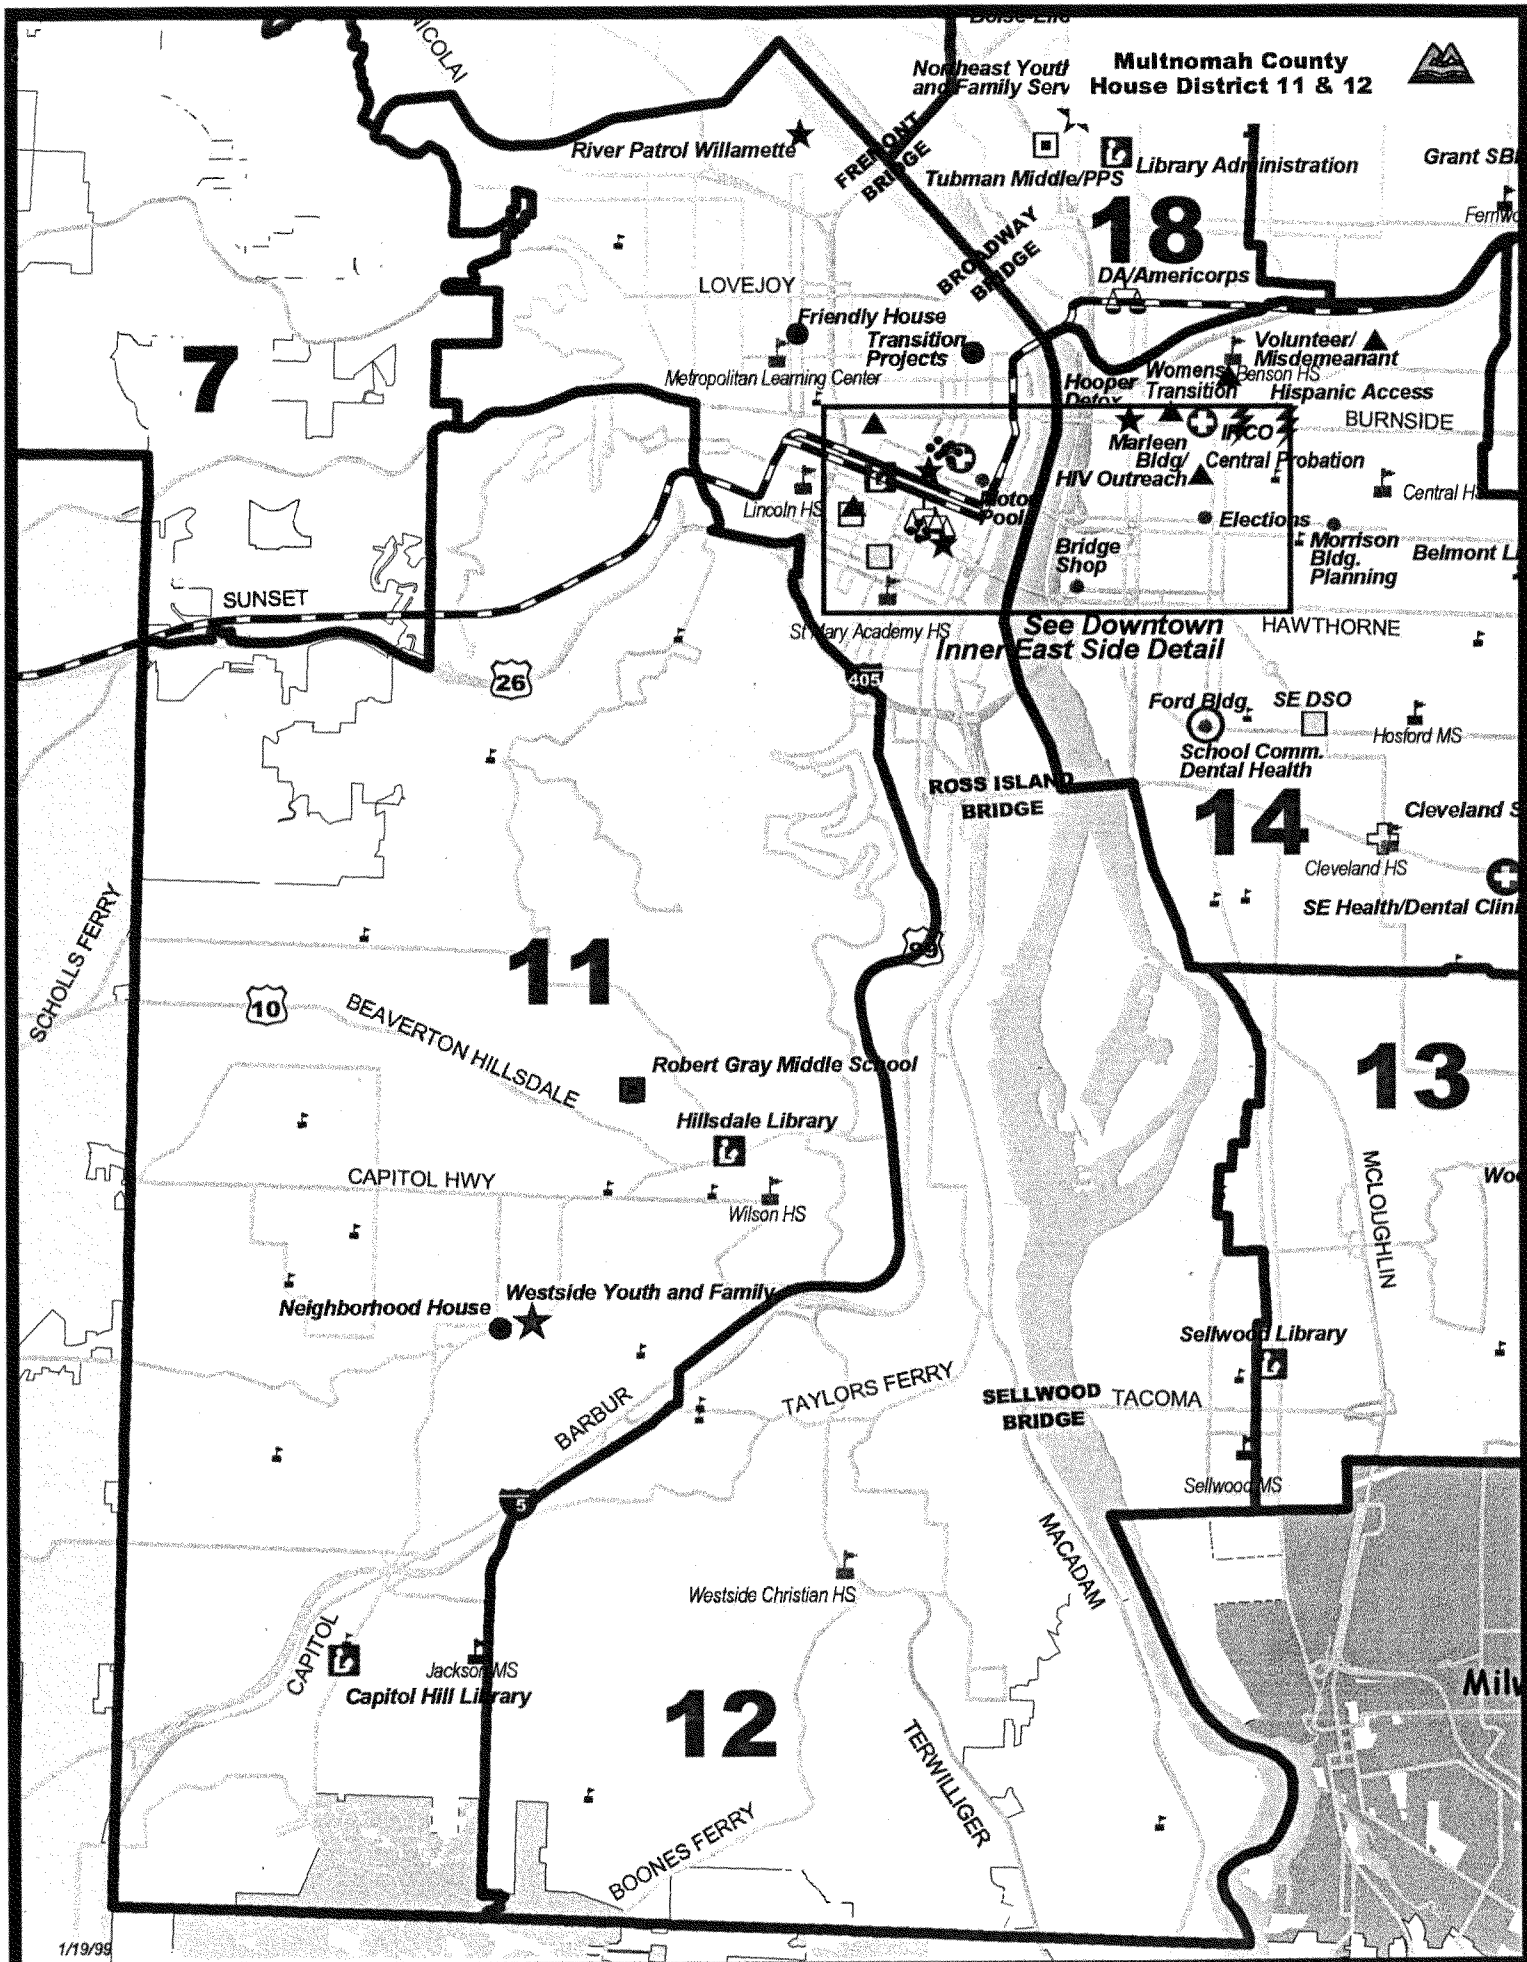 NICOLAI
Northeast Youth
and Family Serv
Multnomah County
House District 11 & 12
River Patrol Willamette
FREMONT
BRIDGE
Tubman Middle/PPS
Library Administration
Grant
18
BROADWAY
BRIDGE
DA/Americorps
LOVEJOY
7
Friendly House
Transition
Projects
Metropolitan Learning Center
Volunteer/
Misdemeanant
Womens
Transition
Benson HS
Hooper
Detox
Hispanic Access
BURNSIDE
Marleen
Bldg/
HIV Outreach
IRCO
Central Probation
Lincoln HS
Motor
Pool
Central HS
Elections
Bridge
Shop
Morrison
Bldg.
Planning
Belmont
SUNSET
St Mary Academy HS
See Downtown
Inner East Side Detail
HAWTHORNE
26
405
Ford Bldg.
SE DSO
Hosford MS
School Comm.
Dental Health
ROSS ISLAND
BRIDGE
14
Cleveland
Cleveland HS
SE Health/Dental
SCHOLLS FERRY
11
99
10
BEAVERTON HILLSDALE
13
Robert Gray Middle School
Hillsdale Library
CAPITOL HWY
Wilson HS
MCLOUGHLIN
Westside Youth and Family
Neighborhood House
Sellwood Library
BARBUR
TAYLORS FERRY
SELLWOOD
BRIDGE
TACOMA
Sellwood MS
5
MACADAM
Westside Christian HS
CAPITOL
Jackson MS
Capitol Hill Library
12
TERWILLIGER
BOONES FERRY
1/19/99